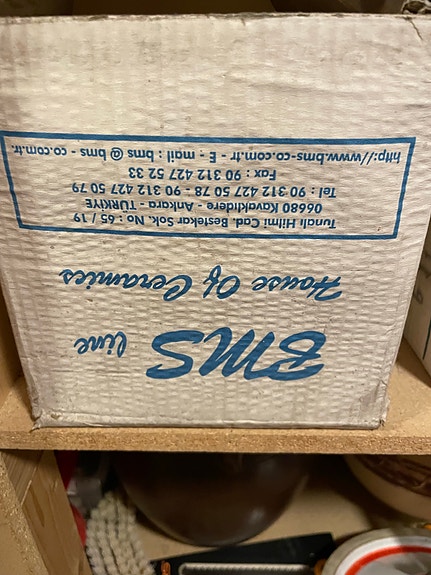 BMS line
House Of Ceramics
Tunalı Hilmi Cad. Bestekar Sok. No : 65 / 19
06680 Kavaklıdere - Ankara - TÜRKİYE
Tel : 90 312 427 50 78 - 90 312 427 50 79
Fax : 90 312 427 52 33
http://www.bms-co.com.tr - E - mail : bms @ bms - co.com.tr.